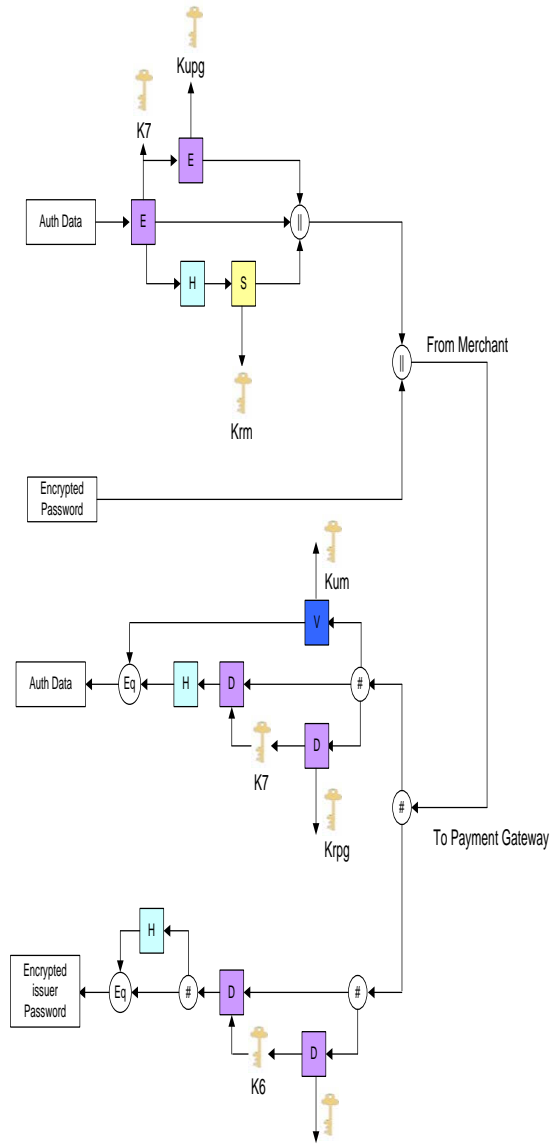 Kupg
K7
E
Auth Data
E
||
H
S
From Merchant
||
Krm
Encrypted
Password
Kum
V
Auth Data
Eq
H
D
#
D
K7
#
Krpg
To Payment Gateway
H
Encrypted
issuer
Password
Eq
#
D
#
D
K6